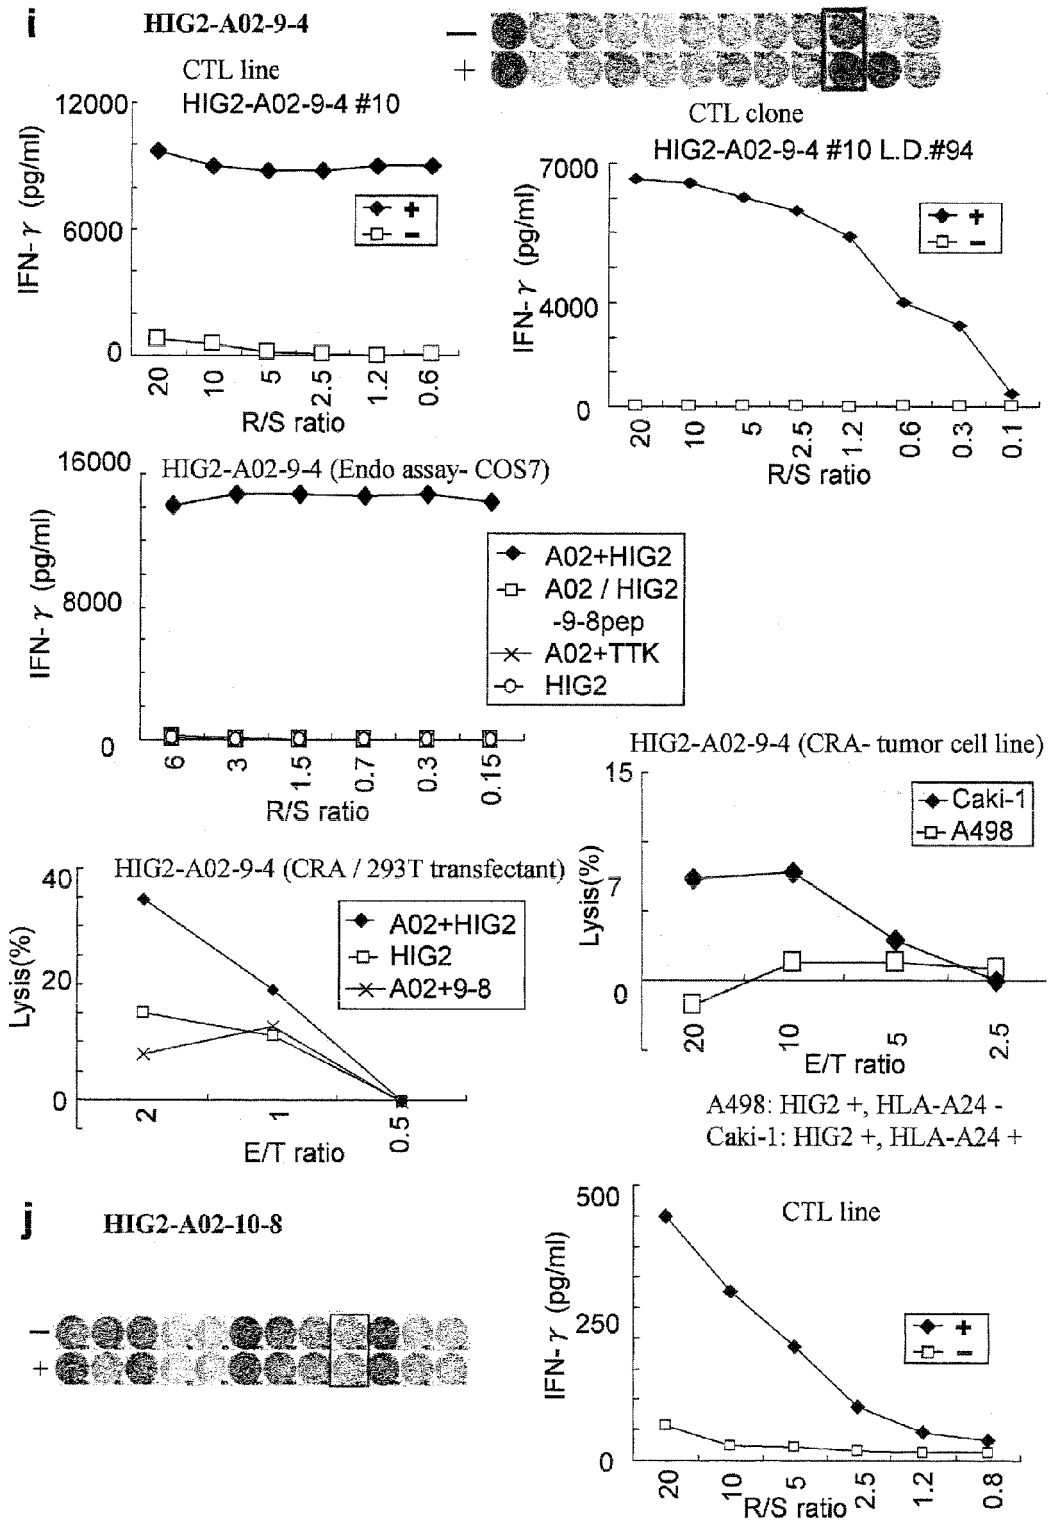 i
HIG2-A02-9-4
−
+
CTL line
HIG2-A02-9-4 #10
12000
6000
0
IFN-γ (pg/ml)
+
−
20 10 5 2.5 1.2 0.6
R/S ratio
CTL clone
HIG2-A02-9-4 #10 L.D.#94
7000
4000
0
IFN-γ (pg/ml)
+
−
20 10 5 2.5 1.2 0.6 0.3 0.1
R/S ratio
HIG2-A02-9-4 (Endo assay- COS7)
16000
8000
0
IFN-γ (pg/ml)
A02+HIG2
A02 / HIG2
-9-8pep
A02+TTK
HIG2
6 3 1.5 0.7 0.3 0.15
R/S ratio
HIG2-A02-9-4 (CRA- tumor cell line)
15
7
0
Lysis(%)
Caki-1
A498
20 10 5 2.5
E/T ratio
A498: HIG2 +, HLA-A24 -
Caki-1: HIG2 +, HLA-A24 +
HIG2-A02-9-4 (CRA / 293T transfectant)
40
20
0
Lysis(%)
A02+HIG2
HIG2
A02+9-8
2 1 0.5
E/T ratio
j
HIG2-A02-10-8
−
+
CTL line
500
250
0
IFN-γ (pg/ml)
+
−
20 10 5 2.5 1.2 0.8
R/S ratio